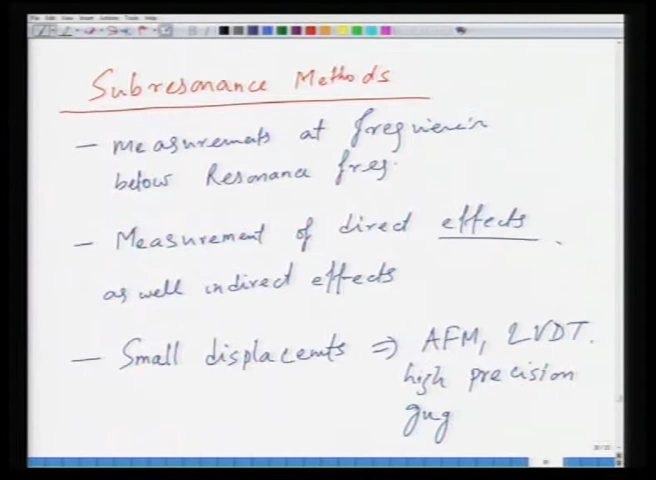 Subresonance Methods
- Measurements at frequencies
below Resonance freq.
- Measurement of direct effects
as well indirect effects
- Small displacemts => AFM, LVDT.
high precision
gug